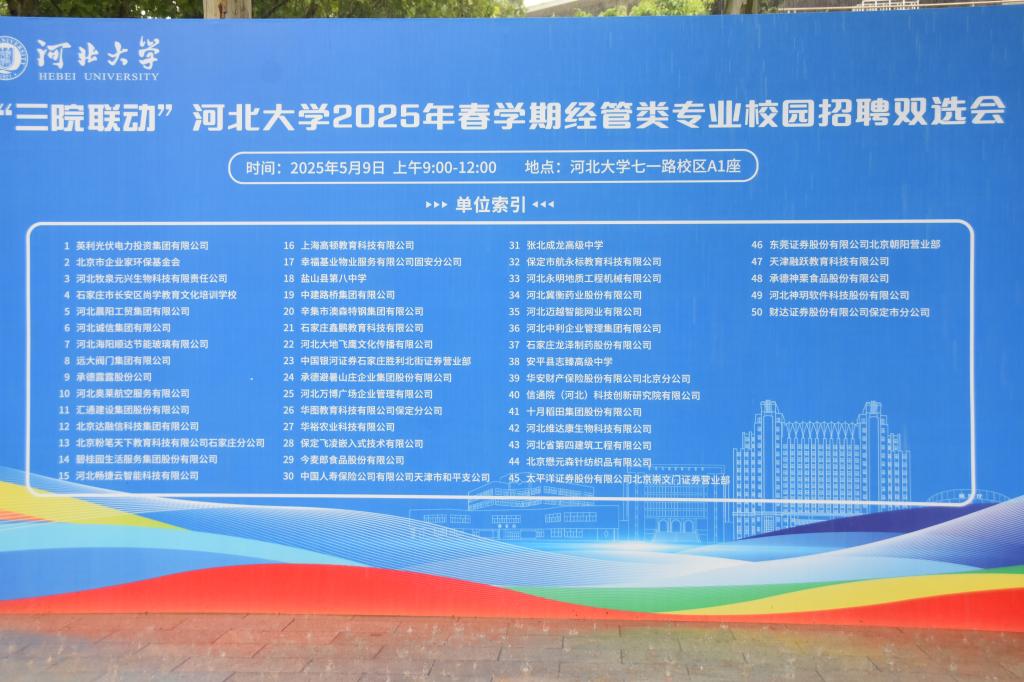 河北大学
HEBEI UNIVERSITY
“三院联动”河北大学2025年春学期经管类专业校园招聘双选会
时间：2025年5月9日 上午9:00-12:00 地点：河北大学七一路校区A1座
单位索引
1 英利光伏电力投资集团有限公司
2 北京市企业家环保基金会
3 河北牧泉元兴生物科技有限责任公司
4 石家庄市长安区尚学教育文化培训学校
5 河北晨阳工贸集团有限公司
6 河北诚信集团有限公司
7 河北海阳顺达节能玻璃有限公司
8 远大阀门集团有限公司
9 承德露露股份公司
10 河北奥莱航空服务有限公司
11 汇通建设集团股份有限公司
12 北京达融信科技集团有限公司
13 北京粉笔天下教育科技有限公司石家庄分公司
14 碧桂园生活服务集团股份有限公司
15 河北畅捷云智能科技有限公司
16 上海高顿教育科技有限公司
17 幸福基业物业服务有限公司固安分公司
18 盐山县第八中学
19 中建路桥集团有限公司
20 辛集市澳森特钢集团有限公司
21 石家庄鑫鹏教育科技有限公司
22 河北大地飞鹰文化传播有限公司
23 中国银河证券石家庄胜利北街证券营业部
24 承德避暑山庄企业集团股份有限公司
25 河北万博广场企业管理有限公司
26 华图教育科技有限公司保定分公司
27 华裕农业科技有限公司
28 保定飞凌嵌入式技术有限公司
29 今麦郎食品股份有限公司
30 中国人寿保险公司有限公司天津市和平支公司
31 张北成龙高级中学
32 保定市航永标教育科技有限公司
33 河北永明地质工程机械有限公司
34 河北冀衡药业股份有限公司
35 河北迈越智能网业有限公司
36 河北中利企业管理集团有限公司
37 石家庄龙泽制药股份有限公司
38 安平县志臻高级中学
39 华安财产保险股份有限公司北京分公司
40 信通院（河北）科技创新研究院有限公司
41 十月稻田集团股份有限公司
42 河北维达康生物科技有限公司
43 河北省第四建筑工程有限公司
44 北京懋元森针纺织品有限公司
45 太平洋证券股份有限公司北京崇文门证券营业部
46 东莞证券股份有限公司北京朝阳营业部
47 天津融跃教育科技有限公司
48 承德神栗食品股份有限公司
49 河北神玥软件科技股份有限公司
50 财达证券股份有限公司保定市分公司